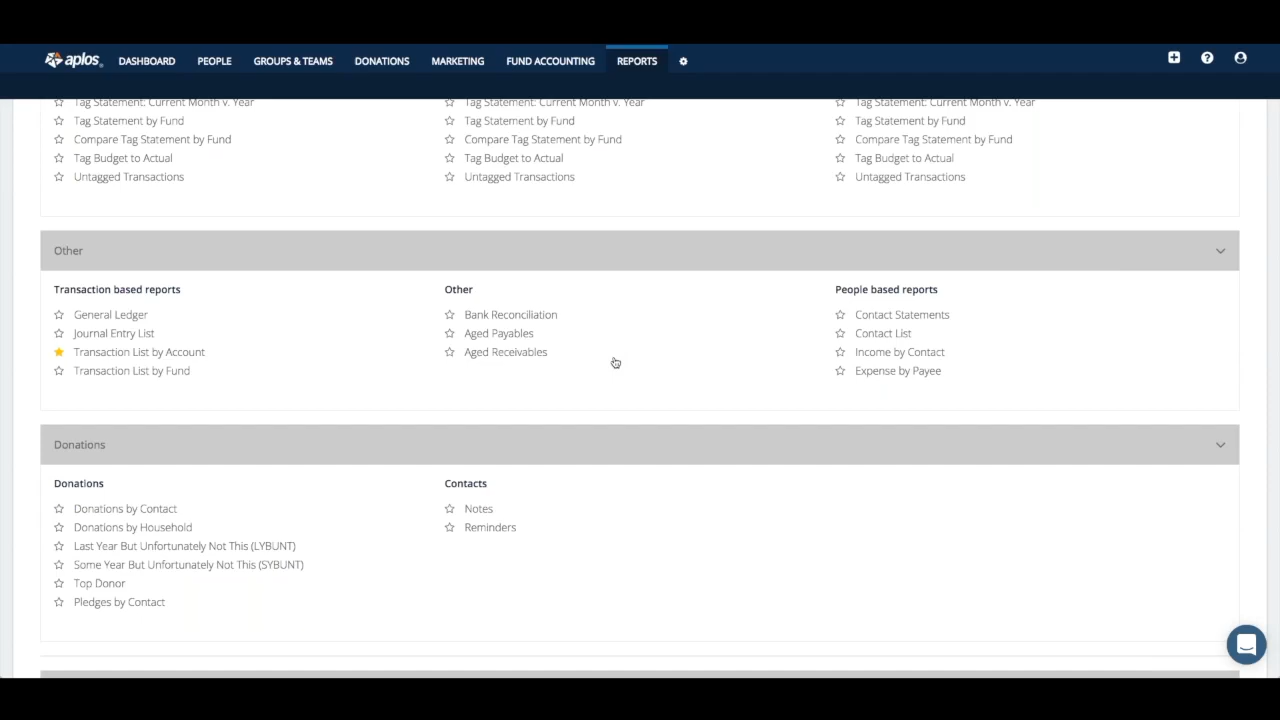 aplos DASHBOARD PEOPLE GROUPS & TEAMS DONATIONS MARKETING FUND ACCOUNTING REPORTS
Tag Statement: Current Month v. Year
Tag Statement by Fund
Compare Tag Statement by Fund
Tag Budget to Actual
Untagged Transactions
Tag Statement: Current Month v. Year
Tag Statement by Fund
Compare Tag Statement by Fund
Tag Budget to Actual
Untagged Transactions
Tag Statement: Current Month v. Year
Tag Statement by Fund
Compare Tag Statement by Fund
Tag Budget to Actual
Untagged Transactions
Other
Transaction based reports
General Ledger
Journal Entry List
Transaction List by Account
Transaction List by Fund
Other
Bank Reconciliation
Aged Payables
Aged Receivables
People based reports
Contact Statements
Contact List
Income by Contact
Expense by Payee
Donations
Donations
Donations by Contact
Donations by Household
Last Year But Unfortunately Not This (LYBUNT)
Some Year But Unfortunately Not This (SYBUNT)
Top Donor
Pledges by Contact
Contacts
Notes
Reminders